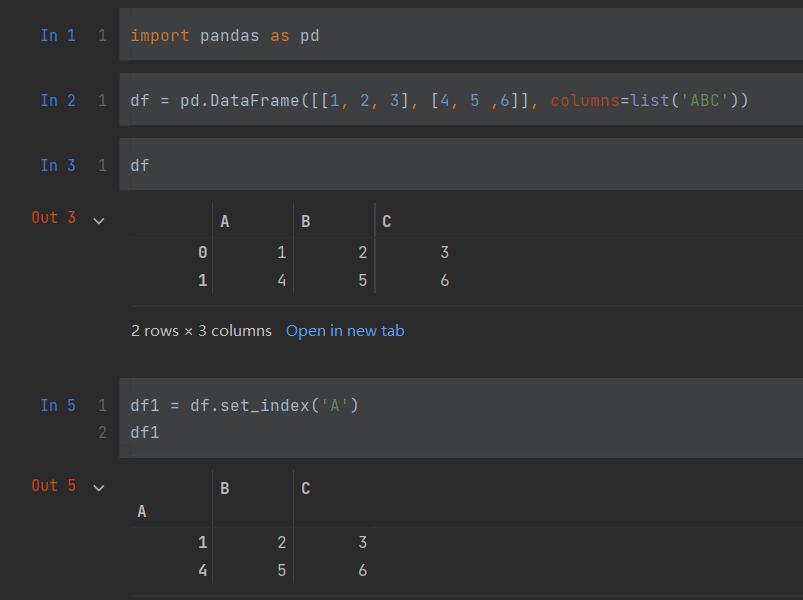 In 1 1 import pandas as pd
In 2 1 df = pd.DataFrame([[1, 2, 3], [4, 5 ,6]], columns=list('ABC'))
In 3 1 df
Out 3
A B C
0 1 2 3
1 4 5 6
2 rows × 3 columns Open in new tab
In 5 1 df1 = df.set_index('A')
2 df1
Out 5
B C
A
1 2 3
4 5 6